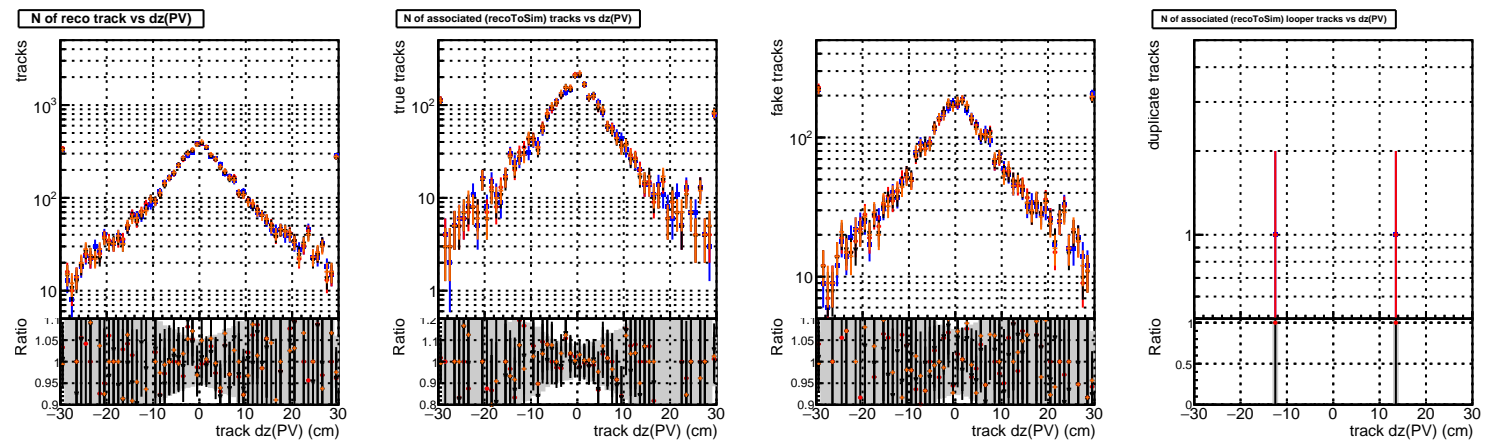 N of reco track vs dz(PV)
tracks
10³
10²
10
Ratio
1.1
1.05
1
0.95
0.9
−30 −20 −10 0 10 20 30
track dz(PV) (cm)
N of associated (recoToSim) tracks vs dz(PV)
true tracks
10²
10
1
Ratio
1.2
1.1
1
0.9
0.8
−30 −20 −10 0 10 20 30
track dz(PV) (cm)
fake tracks
10²
10
Ratio
1.1
1.05
1
0.95
0.9
−30 −20 −10 0 10 20 30
track dz(PV) (cm)
N of associated (recoToSim) looper tracks vs dz(PV)
duplicate tracks
1
Ratio
1
0.5
0
−30 −20 −10 0 10 20 30
track dz(PV) (cm)